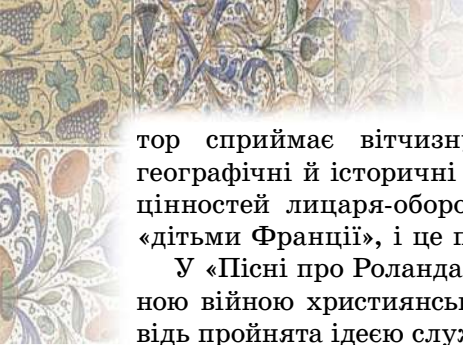 тор сприймає вітчизн
географічні й історичні
цінностей лицаря-оборо
«дітьми Франції», і це п
У «Пісні про Роланда
ною війною християнсь
відь пройнята ідеєю слу